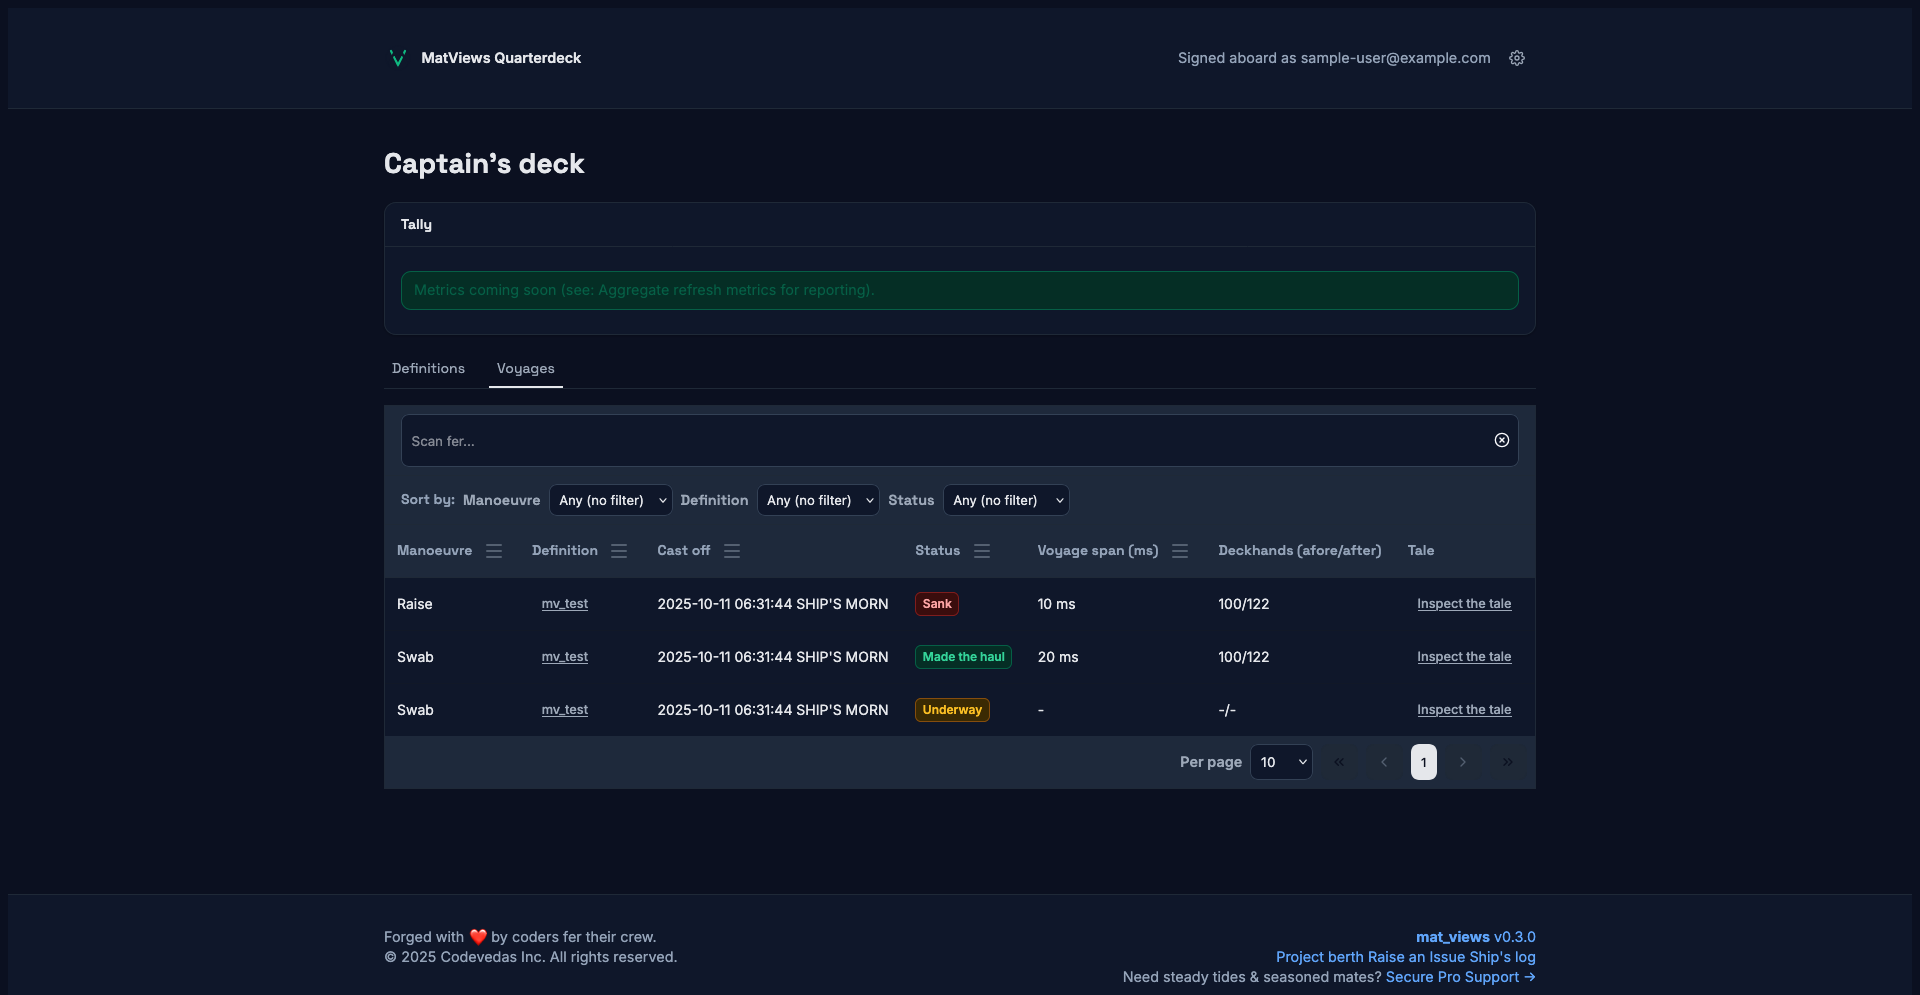 MatViews Quarterdeck
Signed aboard as sample-user@example.com
Captain's deck
Tally
Metrics coming soon (see: Aggregate refresh metrics for reporting).
Definitions Voyages
Scan fer...
Sort by: Manoeuvre Any (no filter) Definition Any (no filter) Status Any (no filter)
Manoeuvre Definition Cast off Status Voyage span (ms) Deckhands (afore/after) Tale
Raise mv_test 2025-10-11 06:31:44 SHIP'S MORN Sank 10 ms 100/122 Inspect the tale
Swab mv_test 2025-10-11 06:31:44 SHIP'S MORN Made the haul 20 ms 100/122 Inspect the tale
Swab mv_test 2025-10-11 06:31:44 SHIP'S MORN Underway - -/- Inspect the tale
Per page 10 « ‹ 1 › »
Forged with ❤️ by coders fer their crew.
© 2025 Codevedas Inc. All rights reserved.
mat_views v0.3.0
Project berth Raise an Issue Ship's log
Need steady tides & seasoned mates? Secure Pro Support →